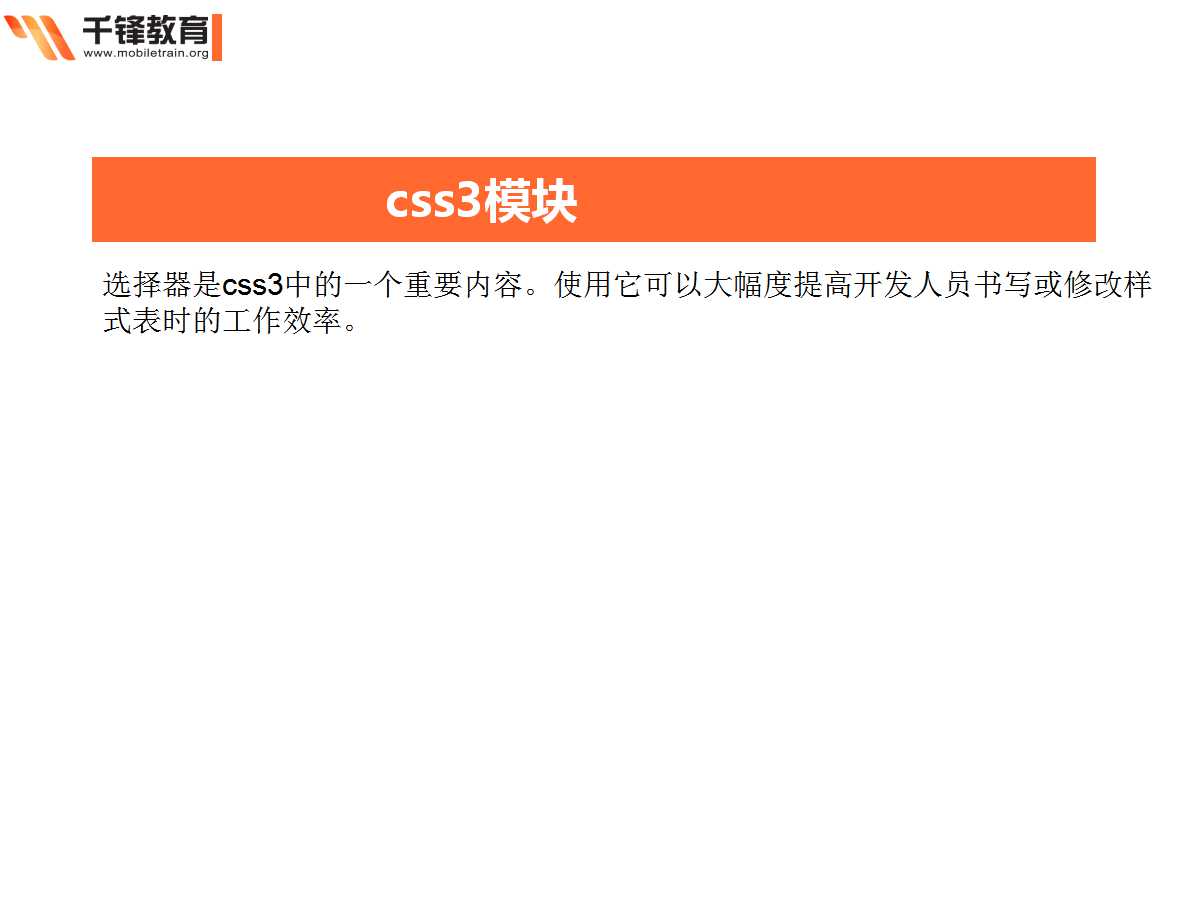 千锋教育
www.mobiletrain.org
css3模块
选择器是css3中的一个重要内容。使用它可以大幅度提高开发人员书写或修改样
式表时的工作效率。